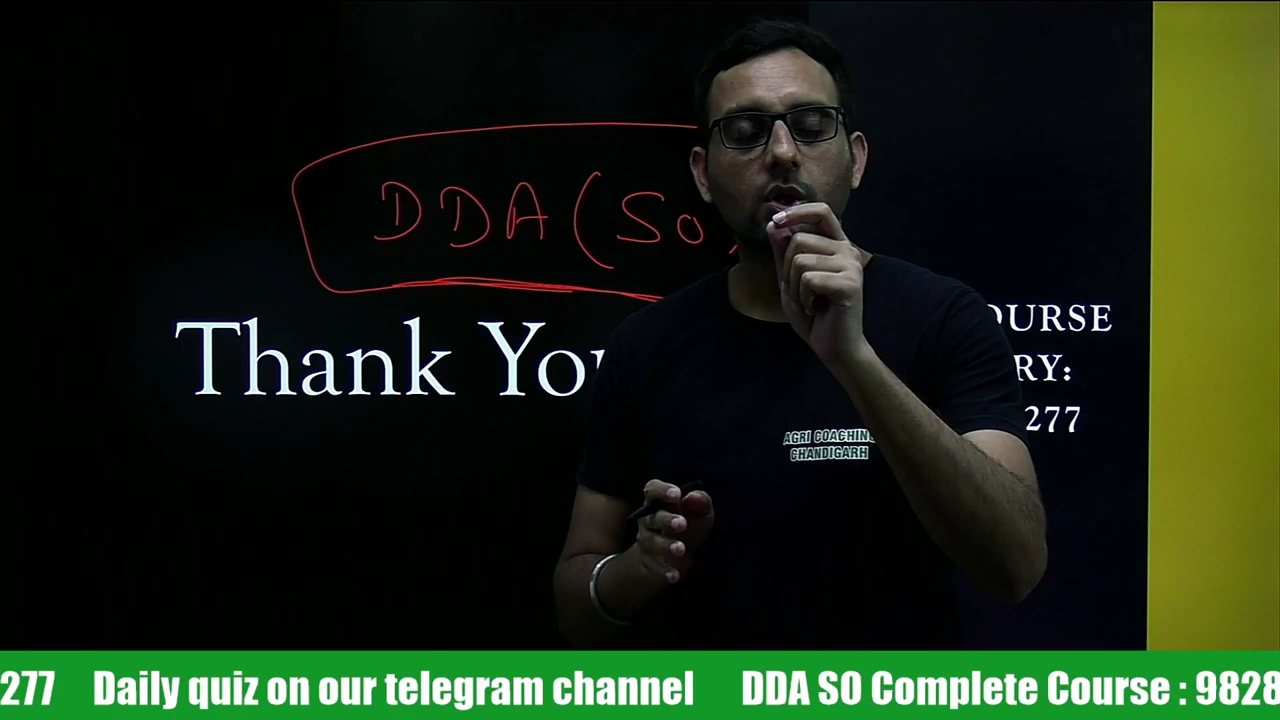 DDA (SO
Thank You
OURSE
RY:
277
AGRI COACHING
CHANDIGARH
277 Daily quiz on our telegram channel DDA SO Complete Course : 9828